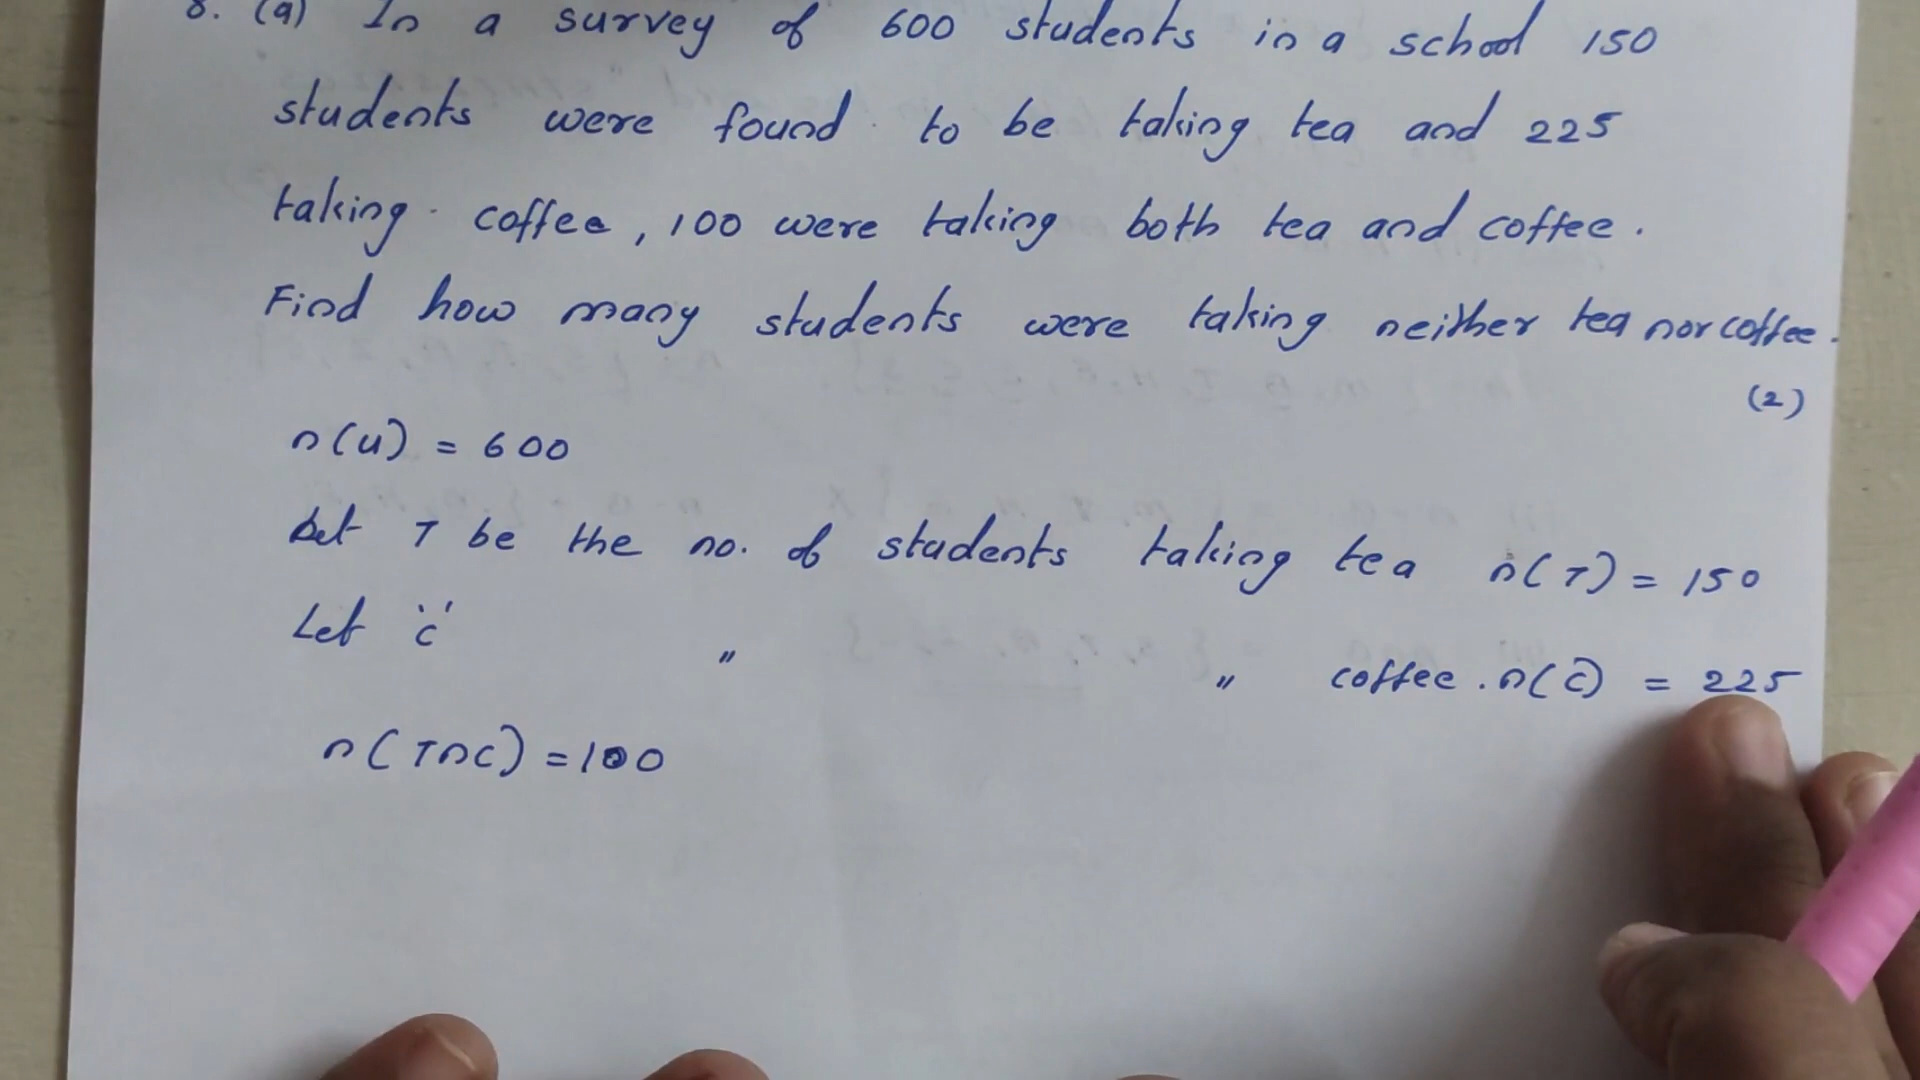 8. (a) In a survey of 600 students in a school 150
students were found to be taking tea and 225
taking coffee, 100 were taking both tea and coffee.
Find how many students were taking neither tea nor coffee.
(2)
n(U) = 600
Let T be the no. of students taking tea n(T) = 150
Let 'C' " " coffee. n(C) = 225
n(T∩C) = 100